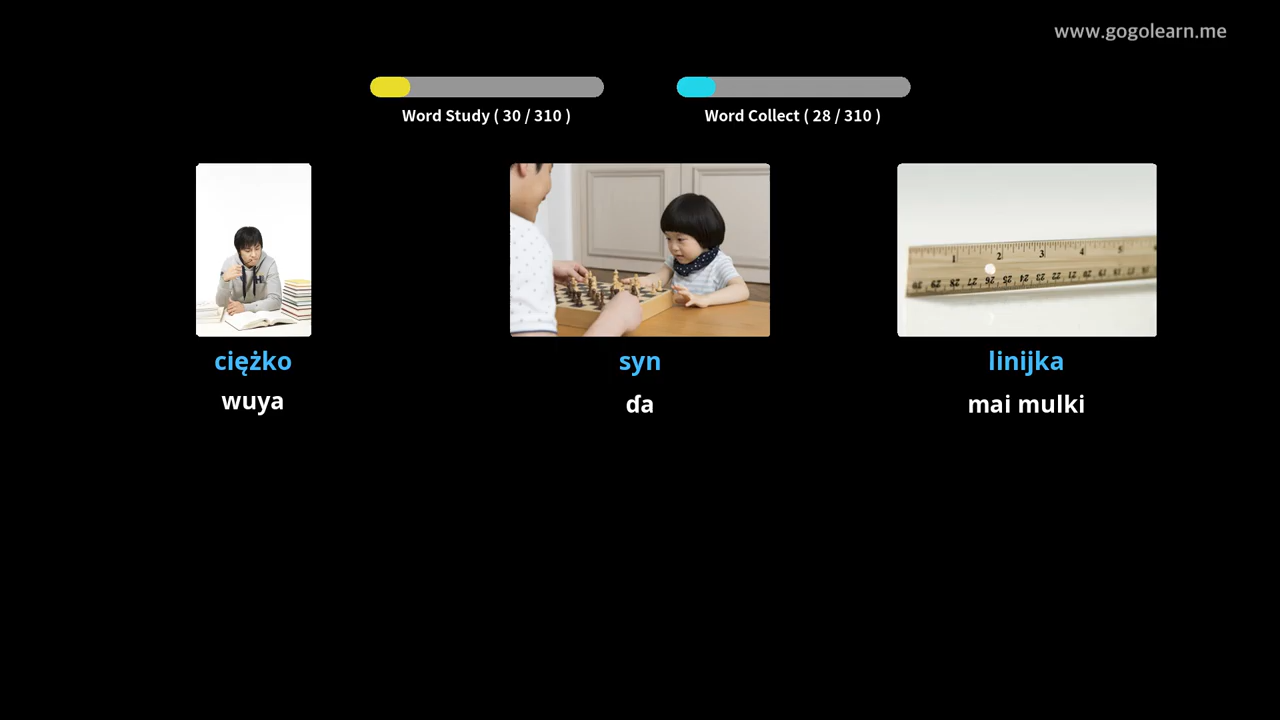 www.gogolearn.me
Word Study ( 30 / 310 )
Word Collect ( 28 / 310 )
ciężko
syn
linijka
wuya
ɗa
mai mulki